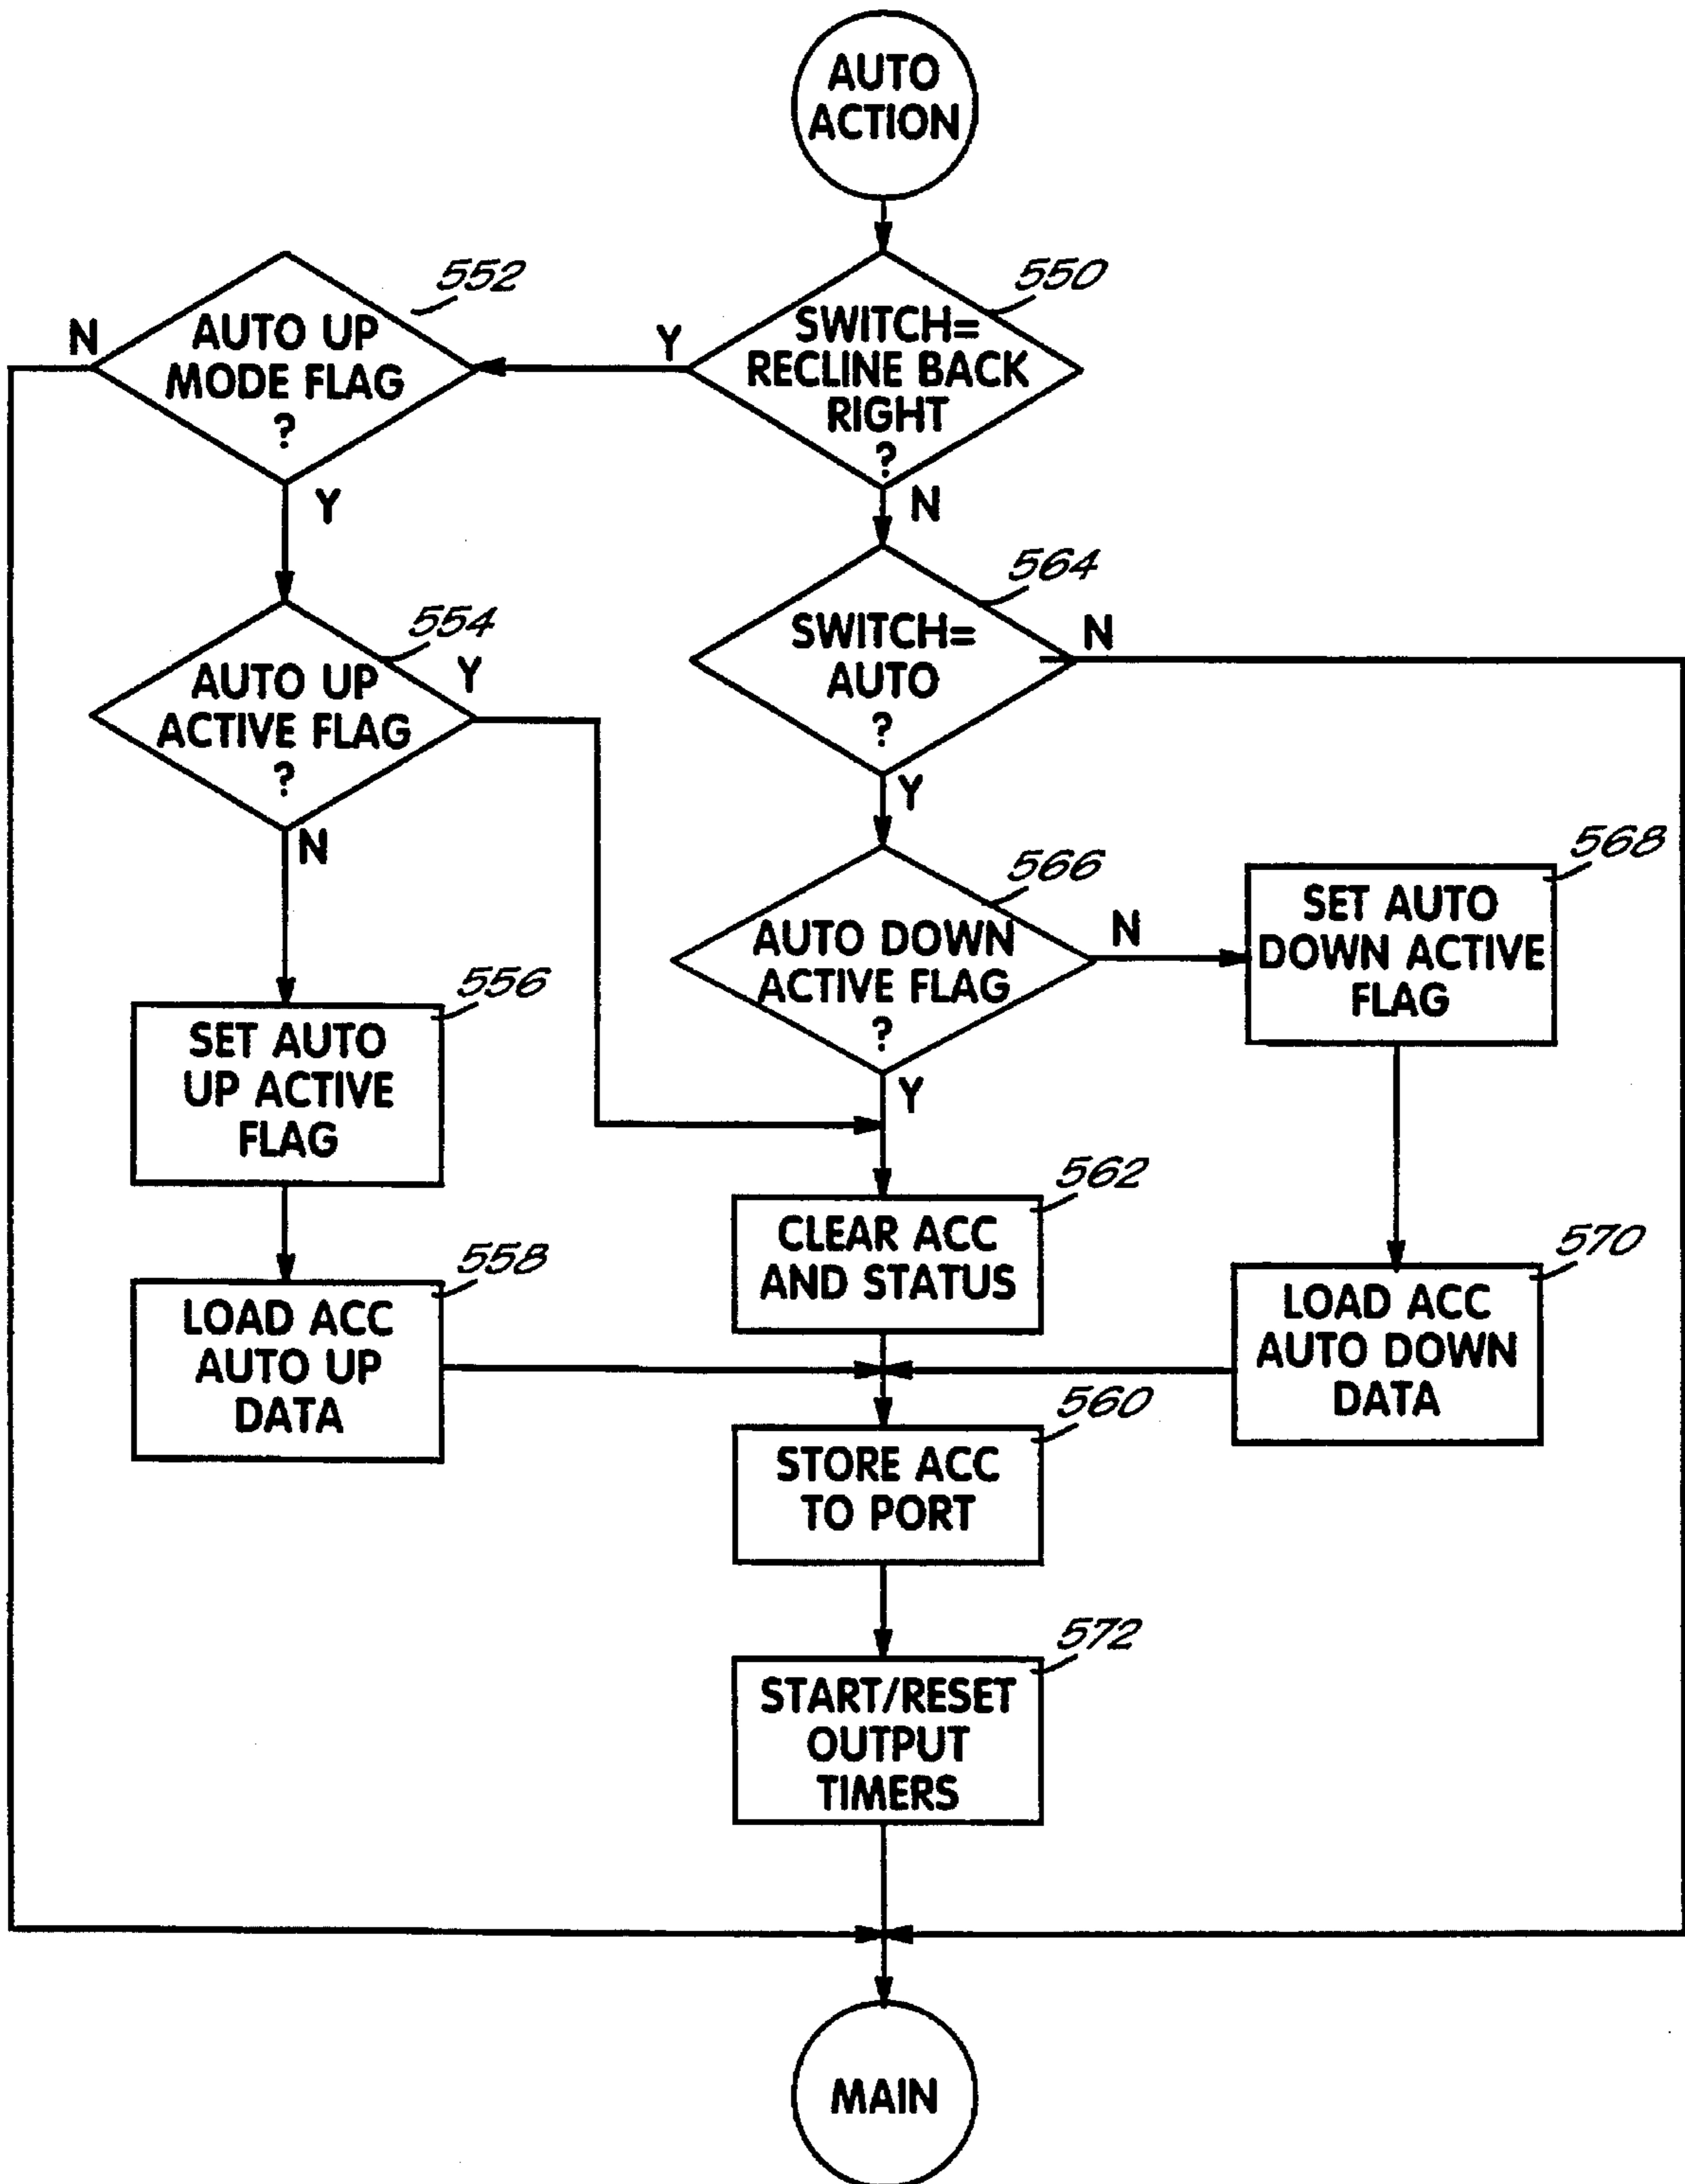 AUTO
ACTION
550
SWITCH=
RECLINE BACK
RIGHT
?
Y
N
552
AUTO UP
MODE FLAG
?
N
Y
554
AUTO UP
ACTIVE FLAG
?
Y
N
564
SWITCH=
AUTO
?
N
Y
566
AUTO DOWN
ACTIVE FLAG
?
N
Y
568
SET AUTO
DOWN ACTIVE
FLAG
556
SET AUTO
UP ACTIVE
FLAG
562
CLEAR ACC
AND STATUS
558
LOAD ACC
AUTO UP
DATA
570
LOAD ACC
AUTO DOWN
DATA
560
STORE ACC
TO PORT
572
START/RESET
OUTPUT
TIMERS
MAIN